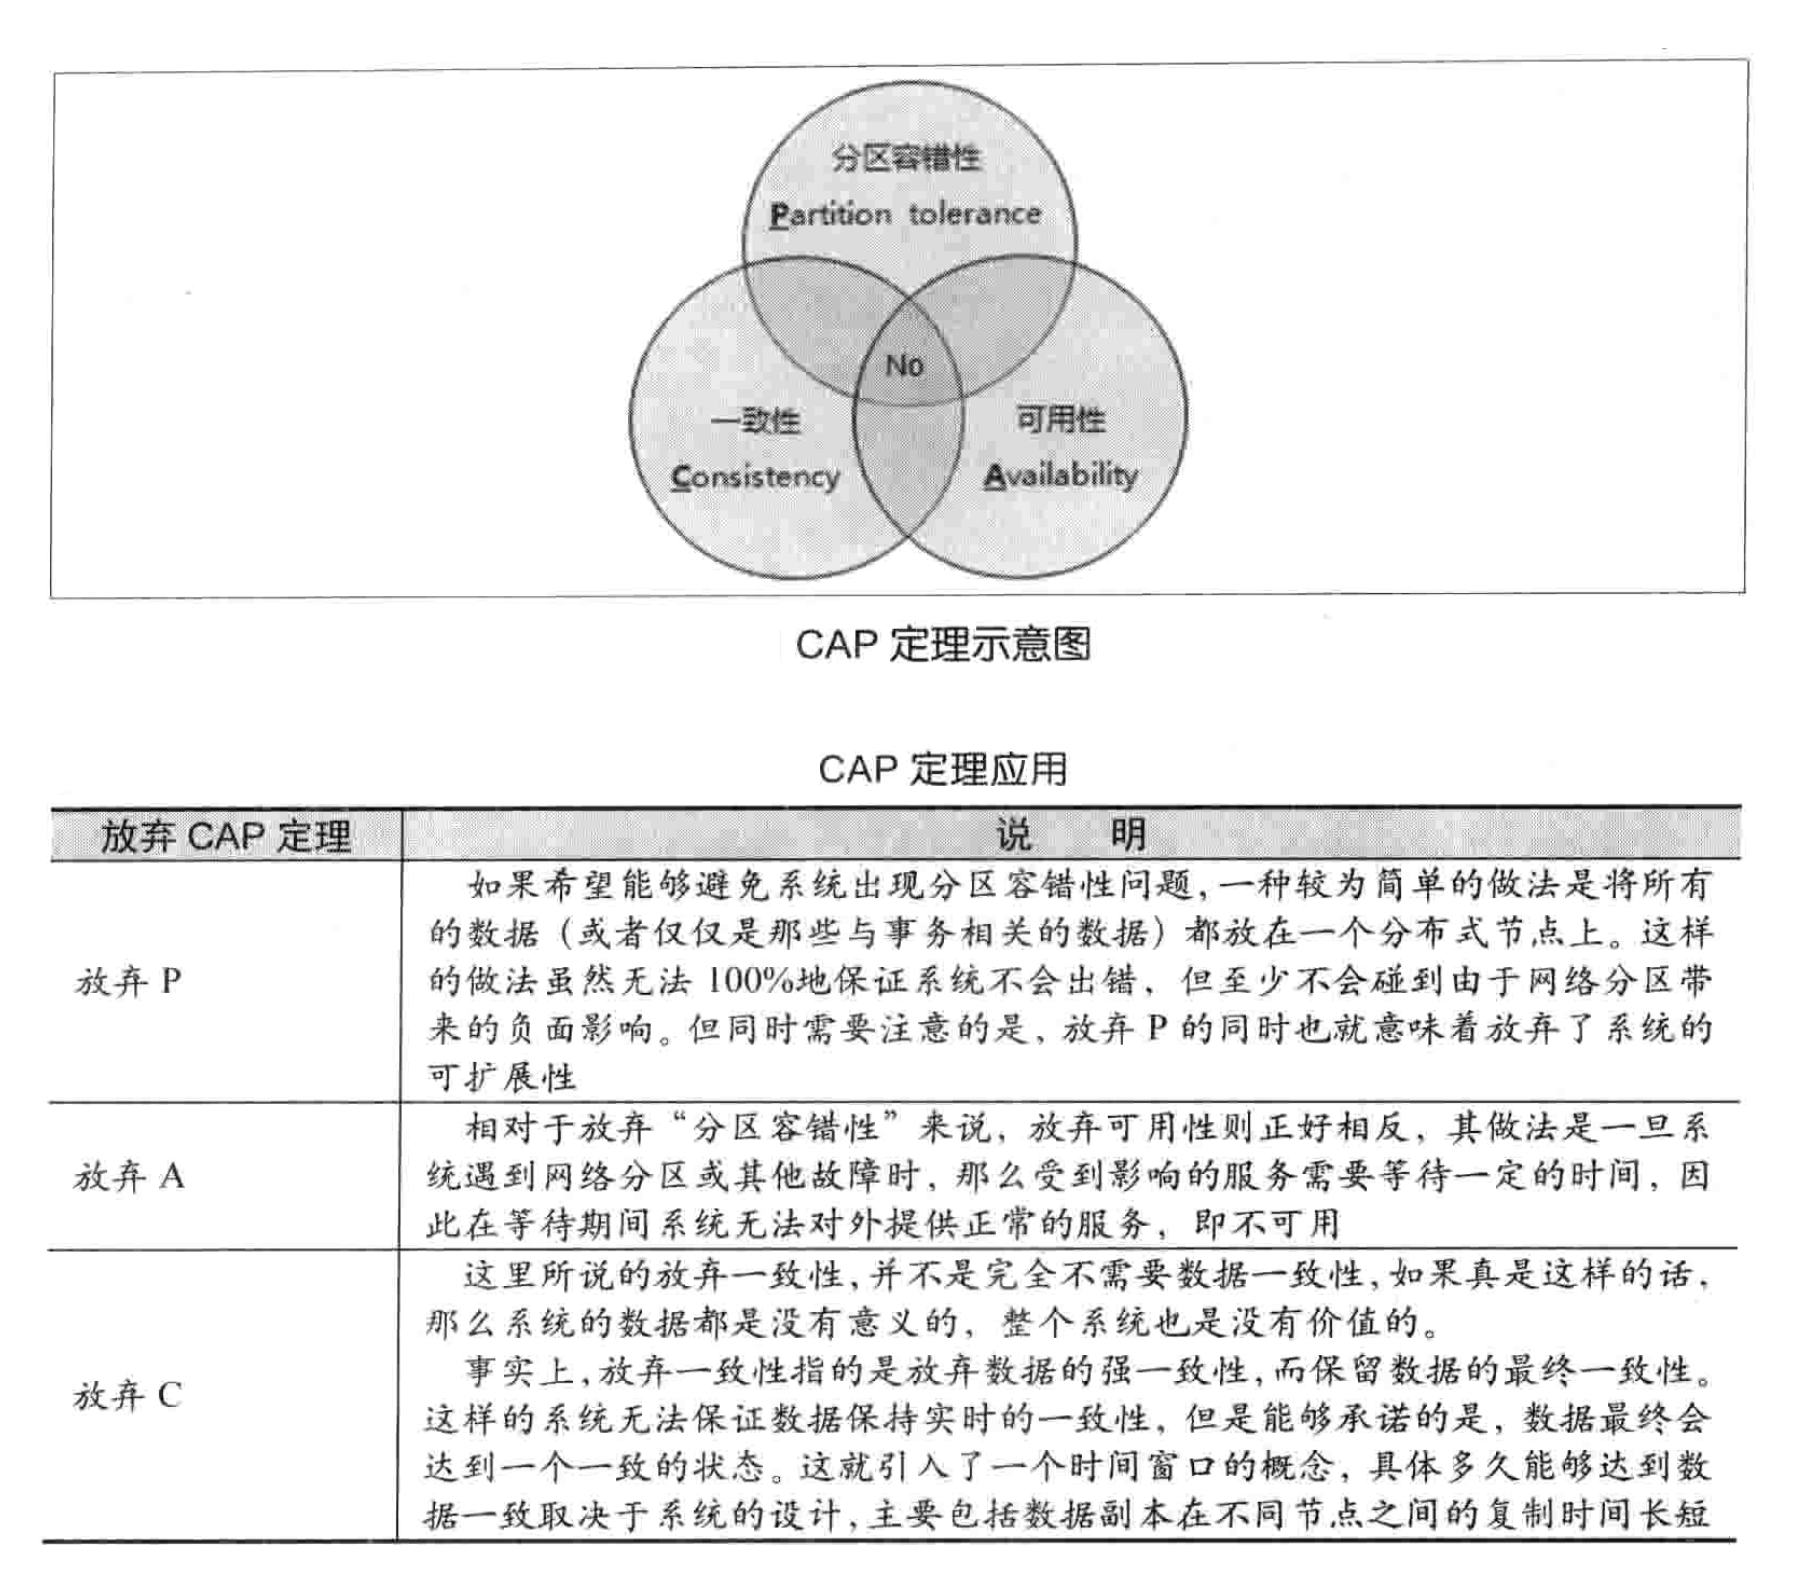 分区容错性
Partition tolerance
No
一致性
Consistency
可用性
Availability
CAP 定理示意图
CAP 定理应用
放弃 CAP 定理
说 明
放弃 P
如果希望能够避免系统出现分区容错性问题,一种较为简单的做法是将所有
的数据（或者仅仅是那些与事务相关的数据）都放在一个分布式节点上。这样
的做法虽然无法 100%地保证系统不会出错，但至少不会碰到由于网络分区带
来的负面影响。但同时需要注意的是，放弃 P 的同时也就意味着放弃了系统的
可扩展性
放弃 A
相对于放弃“分区容错性”来说，放弃可用性则正好相反，其做法是一旦系
统遇到网络分区或其他故障时，那么受到影响的服务需要等待一定的时间，因
此在等待期间系统无法对外提供正常的服务，即不可用
放弃 C
这里所说的放弃一致性,并不是完全不需要数据一致性,如果真是这样的话，
那么系统的数据都是没有意义的，整个系统也是没有价值的。
事实上,放弃一致性指的是放弃数据的强一致性,而保留数据的最终一致性。
这样的系统无法保证数据保持实时的一致性，但是能够承诺的是，数据最终会
达到一个一致的状态。这就引入了一个时间窗口的概念，具体多久能够达到数
据一致取决于系统的设计,主要包括数据副本在不同节点之间的复制时间长短